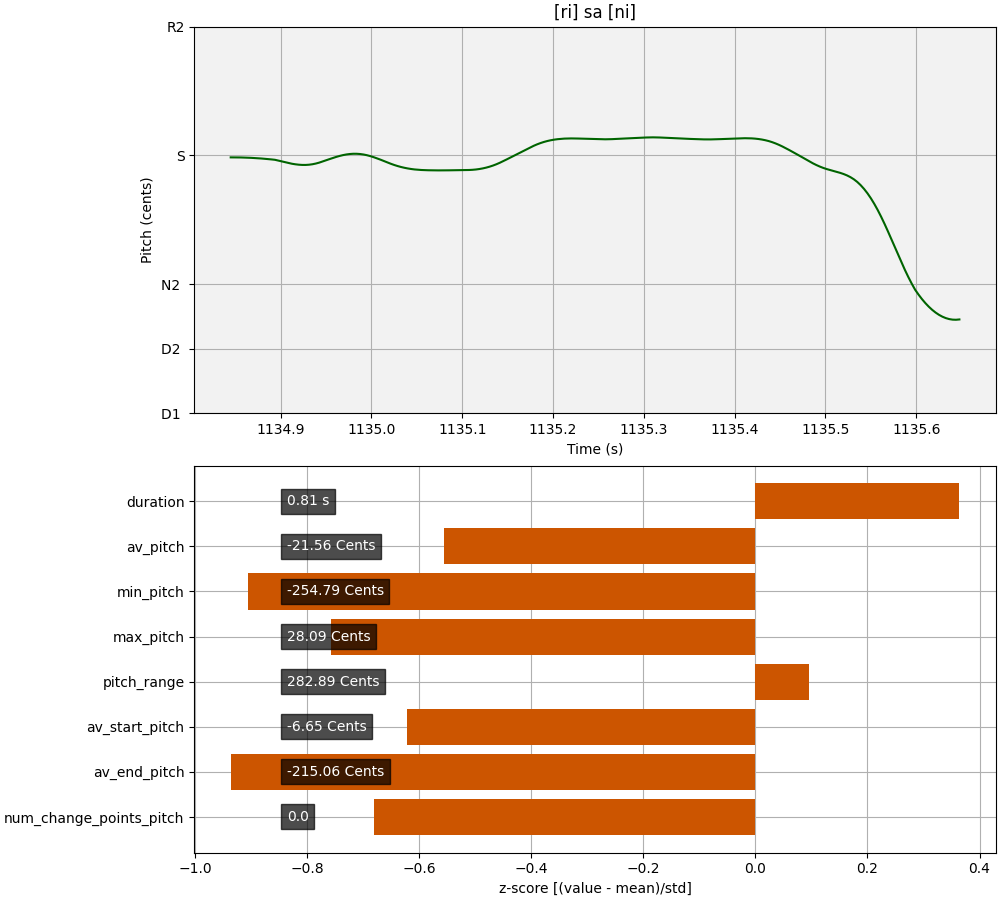 [ri] sa [ni]
R2
S
N2
D2
D1
Pitch (cents)
1134.9 1135.0 1135.1 1135.2 1135.3 1135.4 1135.5 1135.6
Time (s)
duration 0.81 s
av_pitch -21.56 Cents
min_pitch -254.79 Cents
max_pitch 28.09 Cents
pitch_range 282.89 Cents
av_start_pitch -6.65 Cents
av_end_pitch -215.06 Cents
num_change_points_pitch 0.0
−1.0 −0.8 −0.6 −0.4 −0.2 0.0 0.2 0.4
z-score [(value - mean)/std]